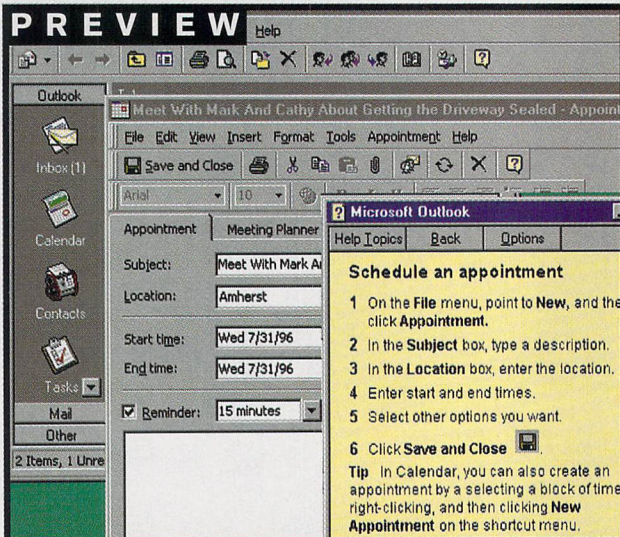 PREVIEW
Help
Outlook
Inbox (1)
Calendar
Contacts
Tasks
Mail
Other
2 Items, 1 Unre
Meet With Mark And Cathy About Getting the Driveway Sealed - Appoint
File Edit View Insert Format Tools Appointment Help
Save and Close
Arial 10
Appointment Meeting Planner
Subject: Meet With Mark A
Location: Amherst
Start time: Wed 7/31/96
End time: Wed 7/31/96
Reminder: 15 minutes
Microsoft Outlook
Help Topics Back Options
Schedule an appointment
1 On the File menu, point to New, and the
click Appointment.
2 In the Subject box, type a description.
3 In the Location box, enter the location.
4 Enter start and end times.
5 Select other options you want.
6 Click Save and Close .
Tip In Calendar, you can also create an
appointment by a selecting a block of time
right-clicking, and then clicking New
Appointment on the shortcut menu.